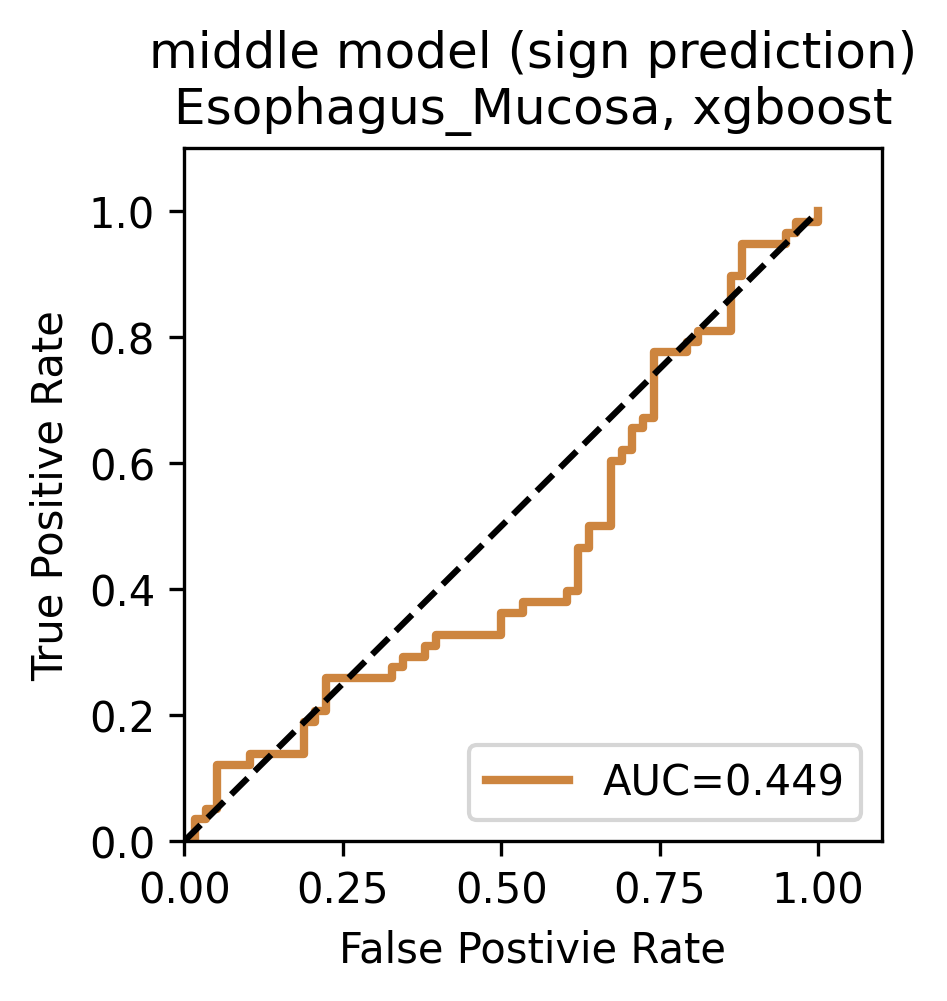 middle model (sign prediction)
Esophagus_Mucosa, xgboost
True Positive Rate
1.0
0.8
0.6
0.4
0.2
0.0
AUC=0.449
0.00 0.25 0.50 0.75 1.00
False Postivie Rate